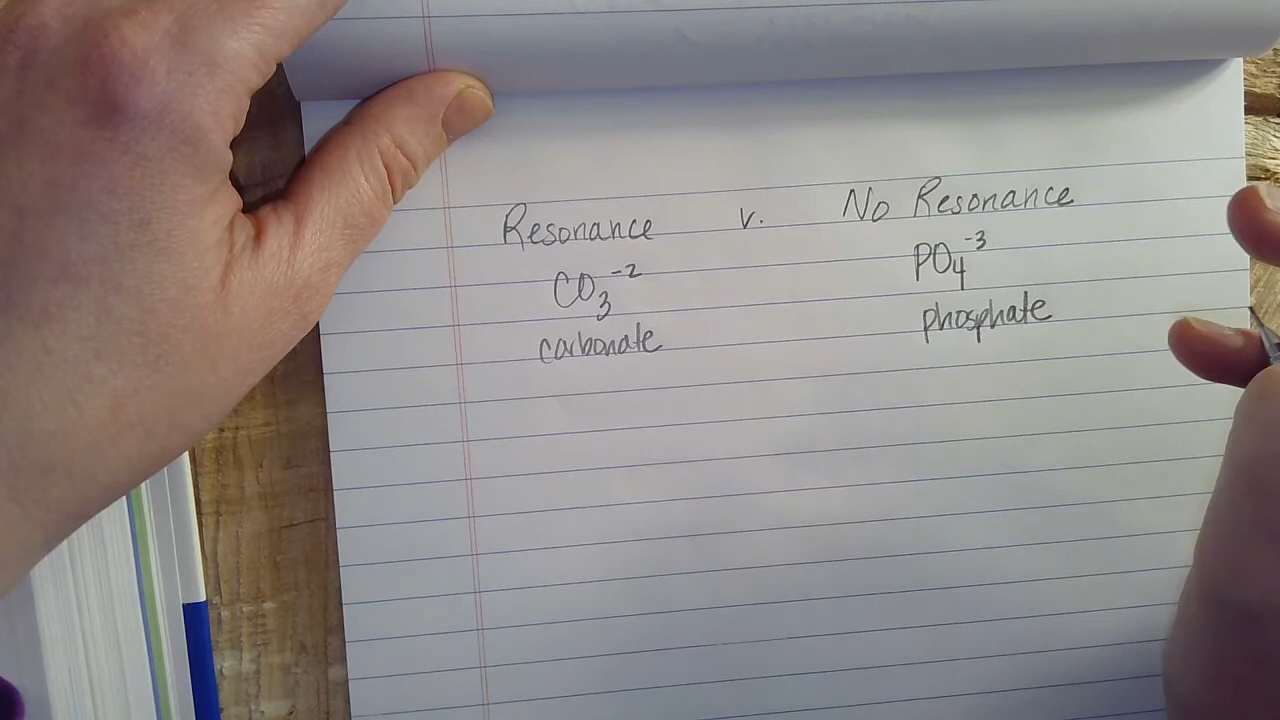 Resonance v. No Resonance
CO₃⁻² PO₄⁻³
carbonate phosphate